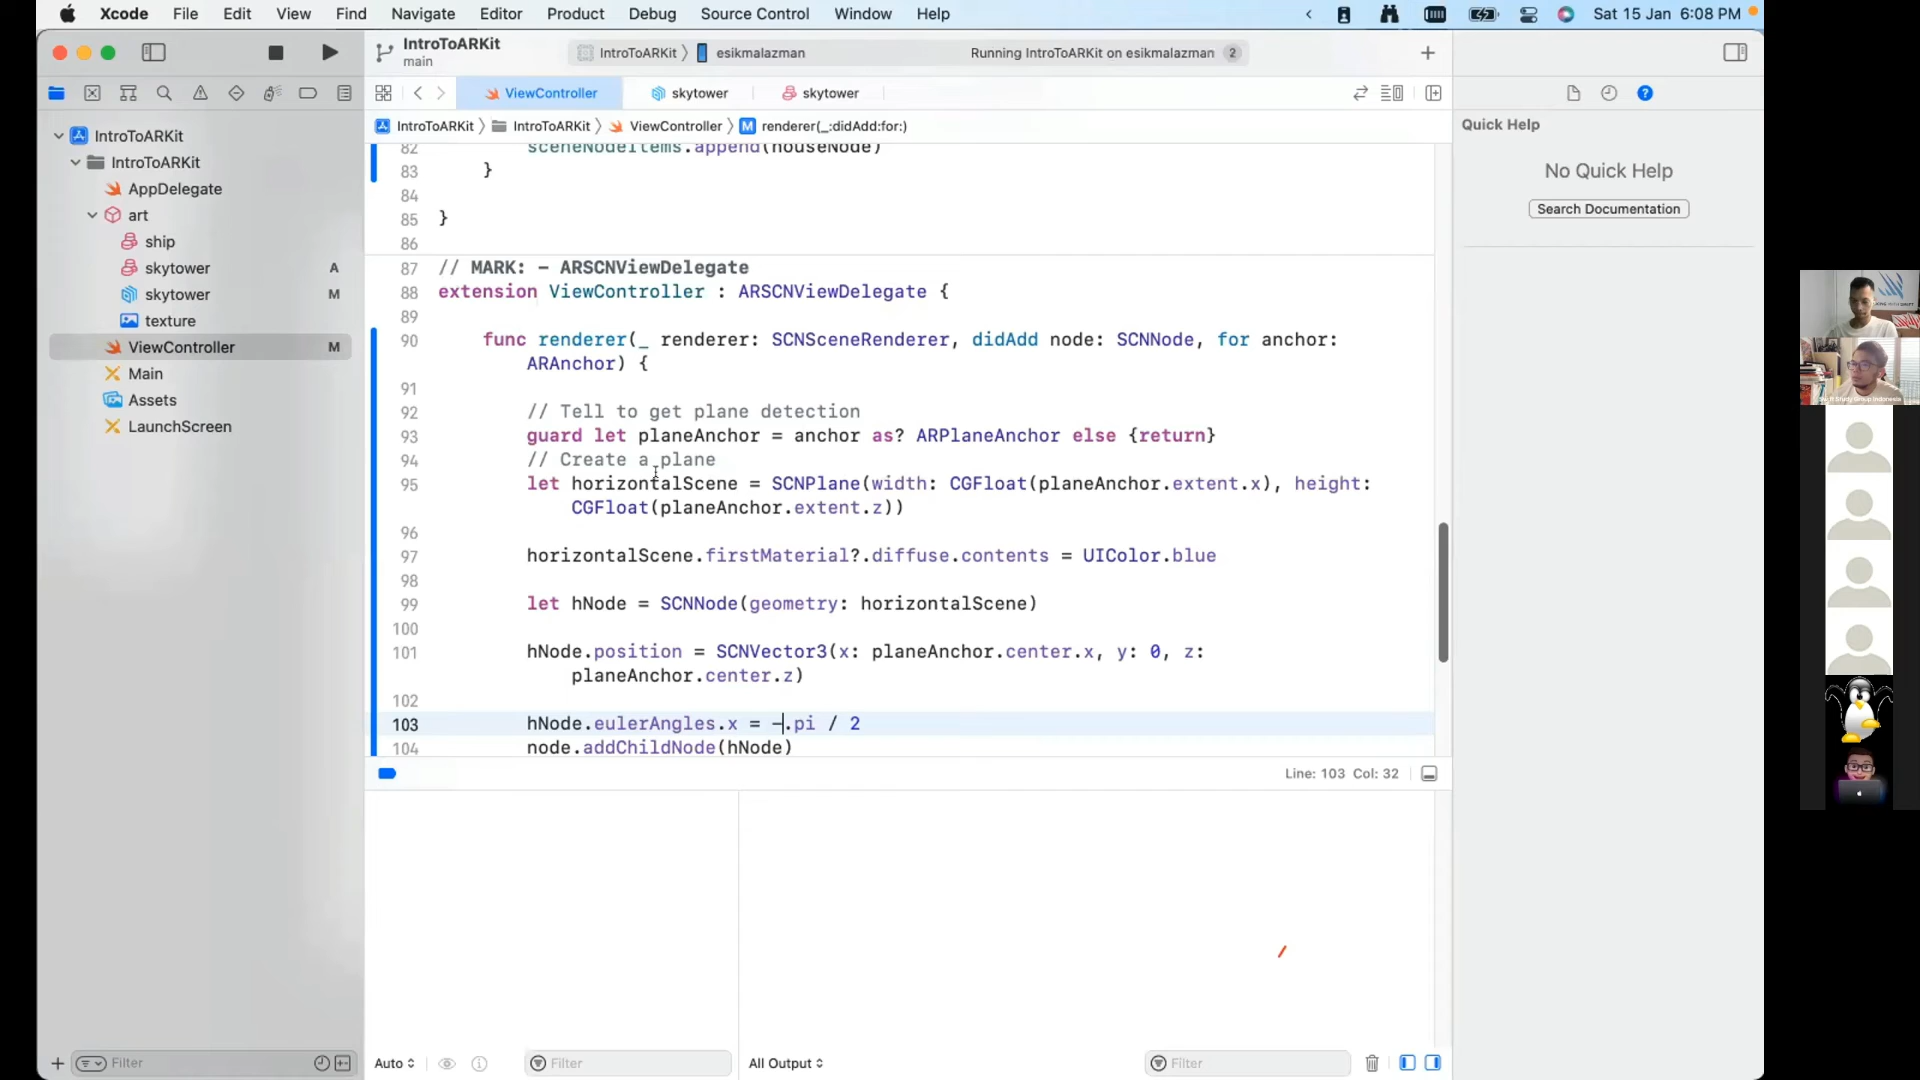 Xcode File Edit View Find Navigate Editor Product Debug Source Control Window Help Sat 15 Jan 6:08 PM
IntroToARKit
main
IntroToARKit esikmalazman
Running IntroToARKit on esikmalazman 2
ViewController
skytower
skytower
IntroToARKit IntroToARKit ViewController M renderer(_:didAdd:for:)
IntroToARKit
IntroToARKit
AppDelegate
art
ship
skytower A
skytower M
texture
ViewController M
Main
Assets
LaunchScreen
82 sceneNodeItems.append(houseNode)
83 }
84
85 }
86
87 // MARK: - ARSCNViewDelegate
88 extension ViewController : ARSCNViewDelegate {
89
90 func renderer(_ renderer: SCNSceneRenderer, didAdd node: SCNNode, for anchor:
ARAnchor) {
91
92 // Tell to get plane detection
93 guard let planeAnchor = anchor as? ARPlaneAnchor else {return}
94 // Create a plane
95 let horizontalScene = SCNPlane(width: CGFloat(planeAnchor.extent.x), height:
CGFloat(planeAnchor.extent.z))
96
97 horizontalScene.firstMaterial?.diffuse.contents = UIColor.blue
98
99 let hNode = SCNNode(geometry: horizontalScene)
100
101 hNode.position = SCNVector3(x: planeAnchor.center.x, y: 0, z:
planeAnchor.center.z)
102
103 hNode.eulerAngles.x = -.pi / 2
104 node.addChildNode(hNode)
Line: 103 Col: 32
Auto
Filter
All Output
Filter
Filter
Quick Help
No Quick Help
Search Documentation